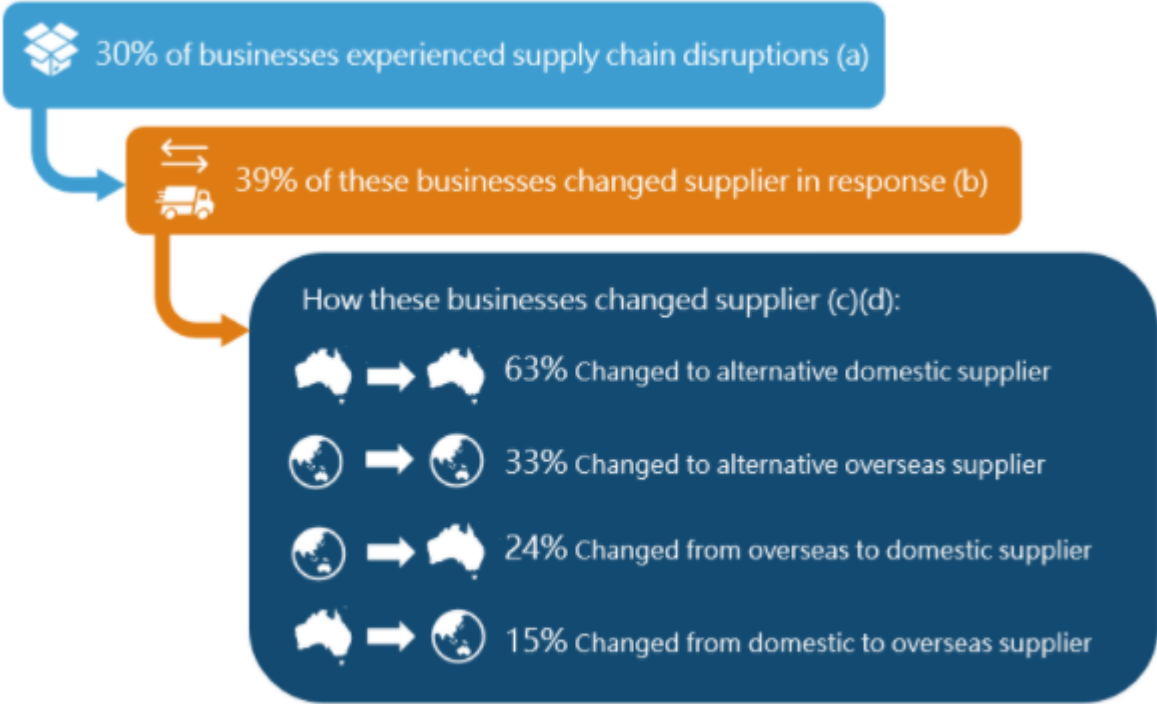 30% of businesses experienced supply chain disruptions (a)
39% of these businesses changed supplier in response (b)
How these businesses changed supplier (c)(d):
63% Changed to alternative domestic supplier
33% Changed to alternative overseas supplier
24% Changed from overseas to domestic supplier
15% Changed from domestic to overseas supplier